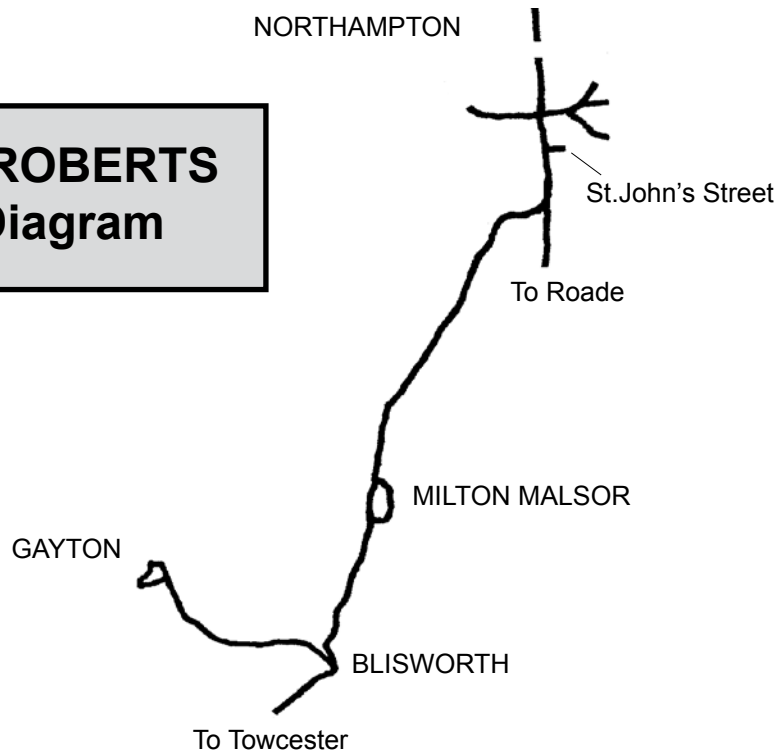 NORTHAMPTON
ROBERTS
Diagram
St.John's Street
To Roade
MILTON MALSOR
GAYTON
BLISWORTH
To Towcester